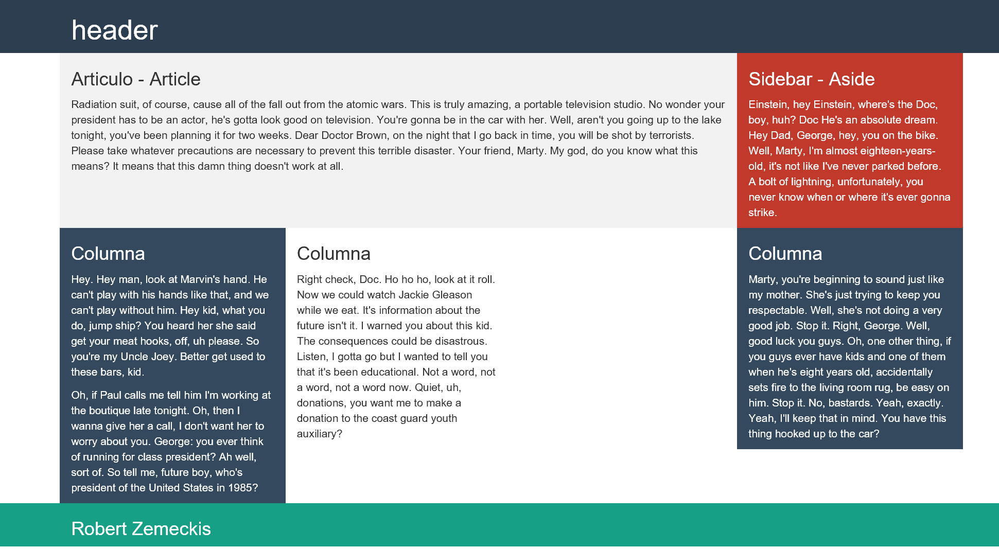 header
Articulo - Article
Radiation suit, of course, cause all of the fall out from the atomic wars. This is truly amazing, a portable television studio. No wonder your
president has to be an actor, he's gotta look good on television. You're gonna be in the car with her. Well, aren't you going up to the lake
tonight, you've been planning it for two weeks. Dear Doctor Brown, on the night that I go back in time, you will be shot by terrorists.
Please take whatever precautions are necessary to prevent this terrible disaster. Your friend, Marty. My god, do you know what this
means? It means that this damn thing doesn't work at all.
Sidebar - Aside
Einstein, hey Einstein, where's the Doc,
boy, huh? Doc He's an absolute dream.
Hey Dad, George, hey, you on the bike.
Well, Marty, I'm almost eighteen-years-
old, it's not like I've never parked before.
A bolt of lightning, unfortunately, you
never know when or where it's ever gonna
strike.
Columna
Hey. Hey man, look at Marvin's hand. He
can't play with his hands like that, and we
can't play without him. Hey kid, what you
do, jump ship? You heard her she said
get your meat hooks, off, uh please. So
you're my Uncle Joey. Better get used to
these bars, kid.
Oh, if Paul calls me tell him I'm working at
the boutique late tonight. Oh, then I
wanna give her a call, I don't want her to
worry about you. George: you ever think
of running for class president? Ah well,
sort of. So tell me, future boy, who's
president of the United States in 1985?
Columna
Right check, Doc. Ho ho ho, look at it roll.
Now we could watch Jackie Gleason
while we eat. It's information about the
future isn't it. I warned you about this kid.
The consequences could be disastrous.
Listen, I gotta go but I wanted to tell you
that it's been educational. Not a word, not
a word, not a word now. Quiet, uh,
donations, you want me to make a
donation to the coast guard youth
auxiliary?
Columna
Marty, you're beginning to sound just like
my mother. She's just trying to keep you
respectable. Well, she's not doing a very
good job. Stop it. Right, George. Well,
good luck you guys. Oh, one other thing, if
you guys ever have kids and one of them
when he's eight years old, accidentally
sets fire to the living room rug, be easy on
him. Stop it. No, bastards. Yeah, exactly.
Yeah, I'll keep that in mind. You have this
thing hooked up to the car?
Robert Zemeckis